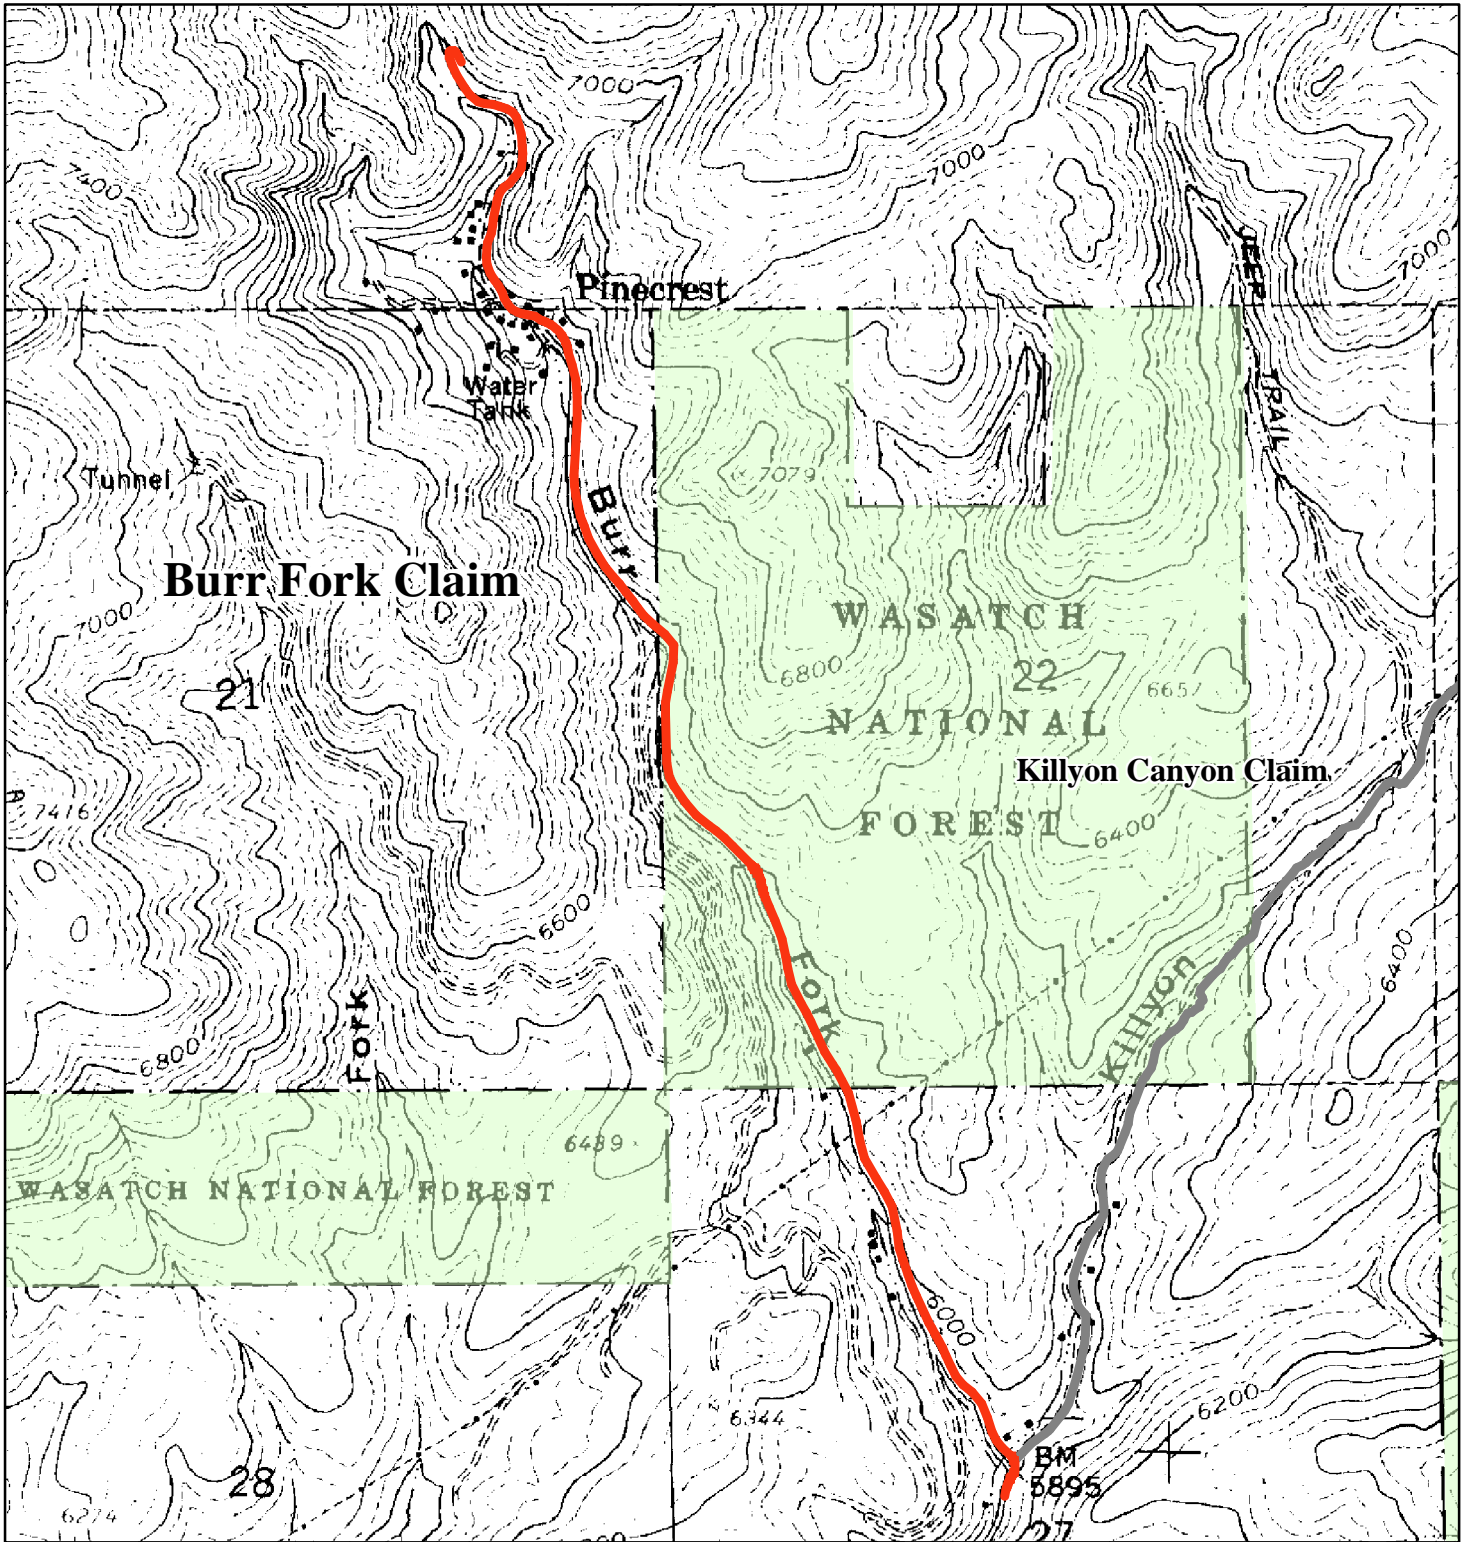 7000
7400
7000
7000
JEEP
TRAIL
Pinecrest
Water
Tank
Tunnel
7079
Burr
Burr Fork Claim
7000
WASATCH
6800
22
6657
21
NATIONAL
Killyon Canyon Claim
7416
FOREST
6400
6600
Fork
Killyon
6400
Fork
6800
6489
WASATCH NATIONAL FOREST
6000
6200
6344
BM
5895
28
6274
27